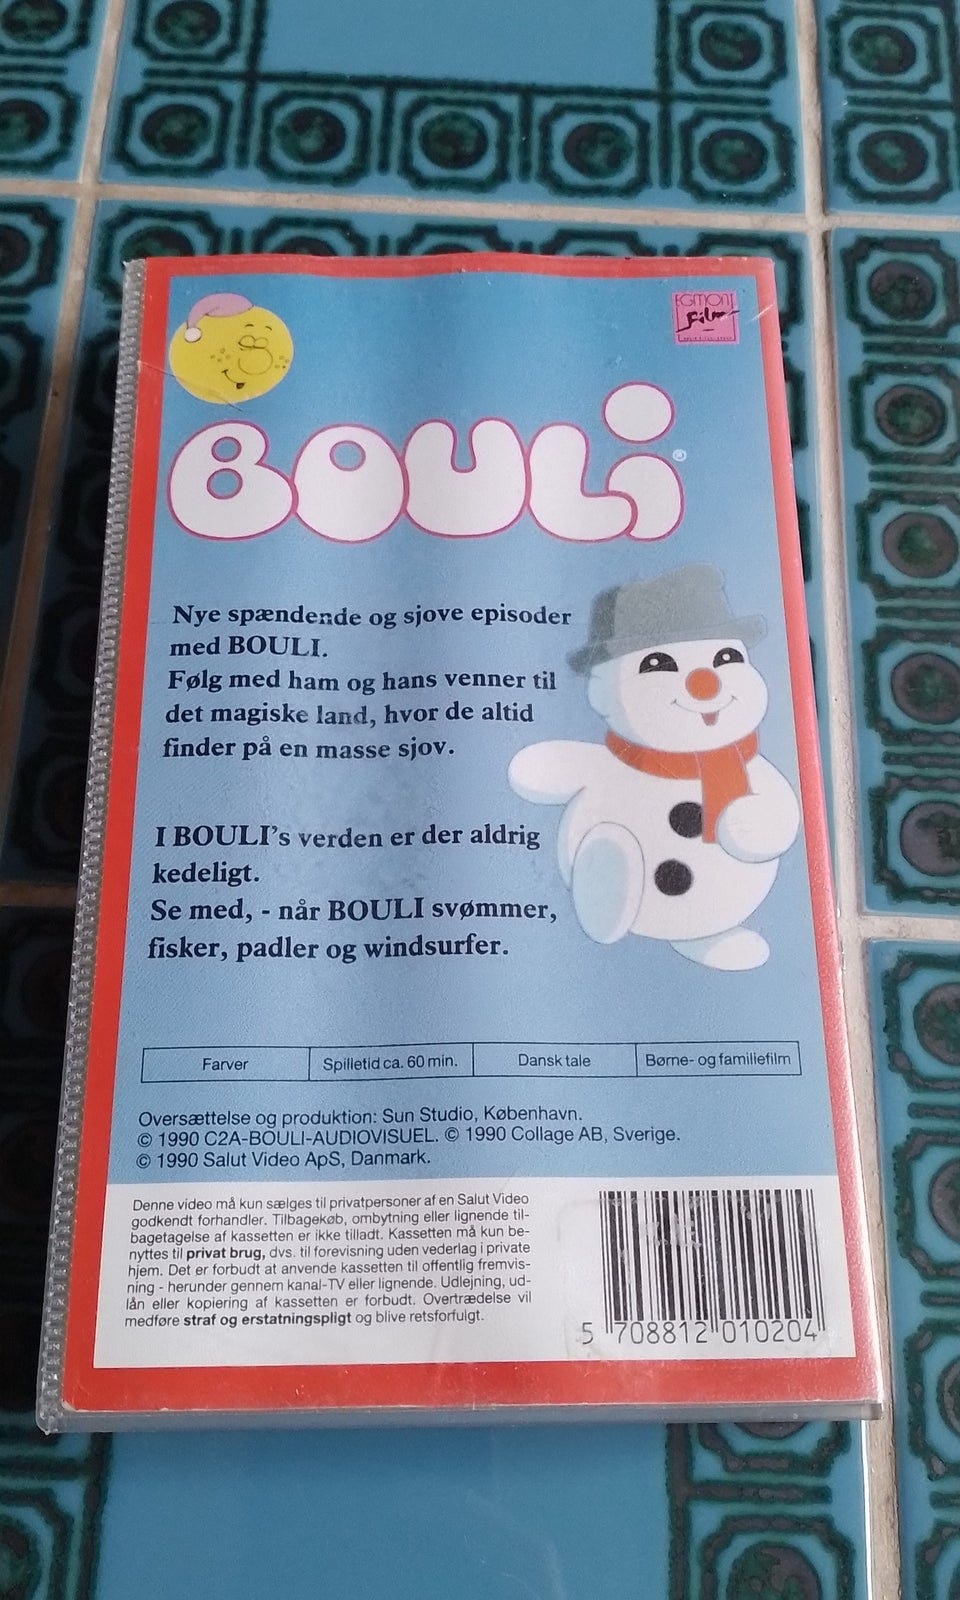 EGMONT
Film
BOULi®
Nye spændende og sjove episoder
med BOULI.
Følg med ham og hans venner til
det magiske land, hvor de altid
finder på en masse sjov.
I BOULI's verden er der aldrig
kedeligt.
Se med, - når BOULI svømmer,
fisker, padler og windsurfer.
Farver Spilletid ca. 60 min. Dansk tale Børne- og familiefilm
Oversættelse og produktion: Sun Studio, København.
© 1990 C2A-BOULI-AUDIOVISUEL. © 1990 Collage AB, Sverige.
© 1990 Salut Video ApS, Danmark.
Denne video må kun sælges til privatpersoner af en Salut Video
godkendt forhandler. Tilbagekøb, ombytning eller lignende til-
bagetagelse af kassetten er ikke tilladt. Kassetten må kun be-
nyttes til privat brug, dvs. til forevisning uden vederlag i private
hjem. Det er forbudt at anvende kassetten til offentlig fremvis-
ning - herunder gennem kanal-TV eller lignende. Udlejning, ud-
lån eller kopiering af kassetten er forbudt. Overtrædelse vil
medføre straf og erstatningspligt og blive retsforfulgt.
5 708812 010204